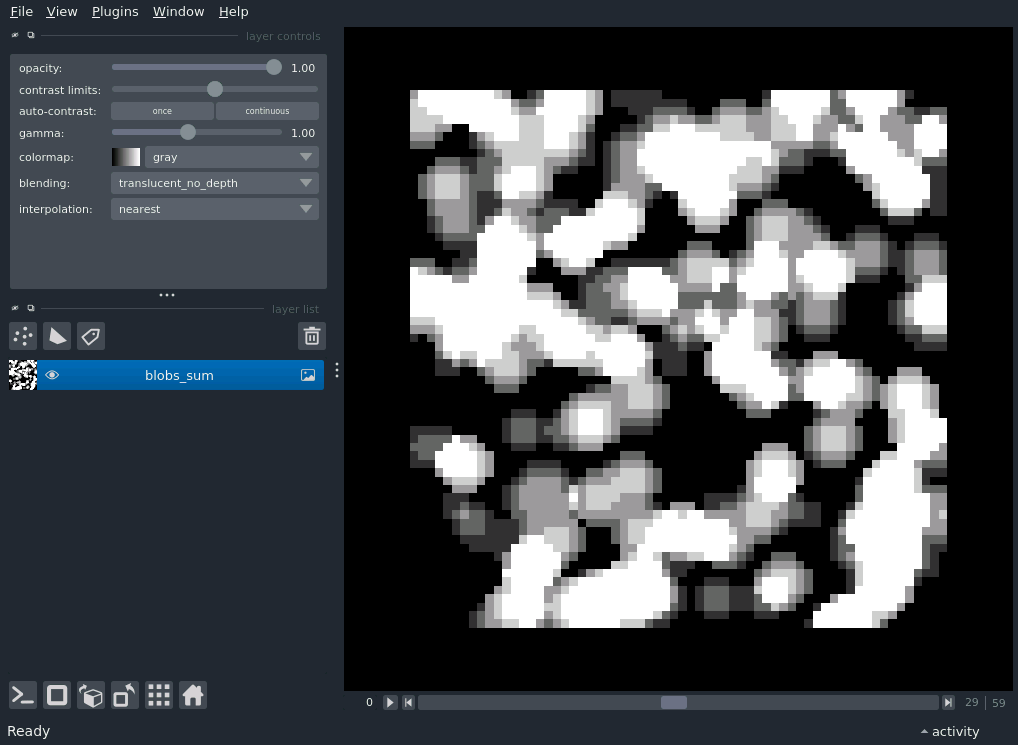 File View Plugins Window Help
layer controls
opacity: 1.00
contrast limits:
auto-contrast: once continuous
gamma: 1.00
colormap: gray
blending: translucent_no_depth
interpolation: nearest
layer list
blobs_sum
0 29 59
Ready activity